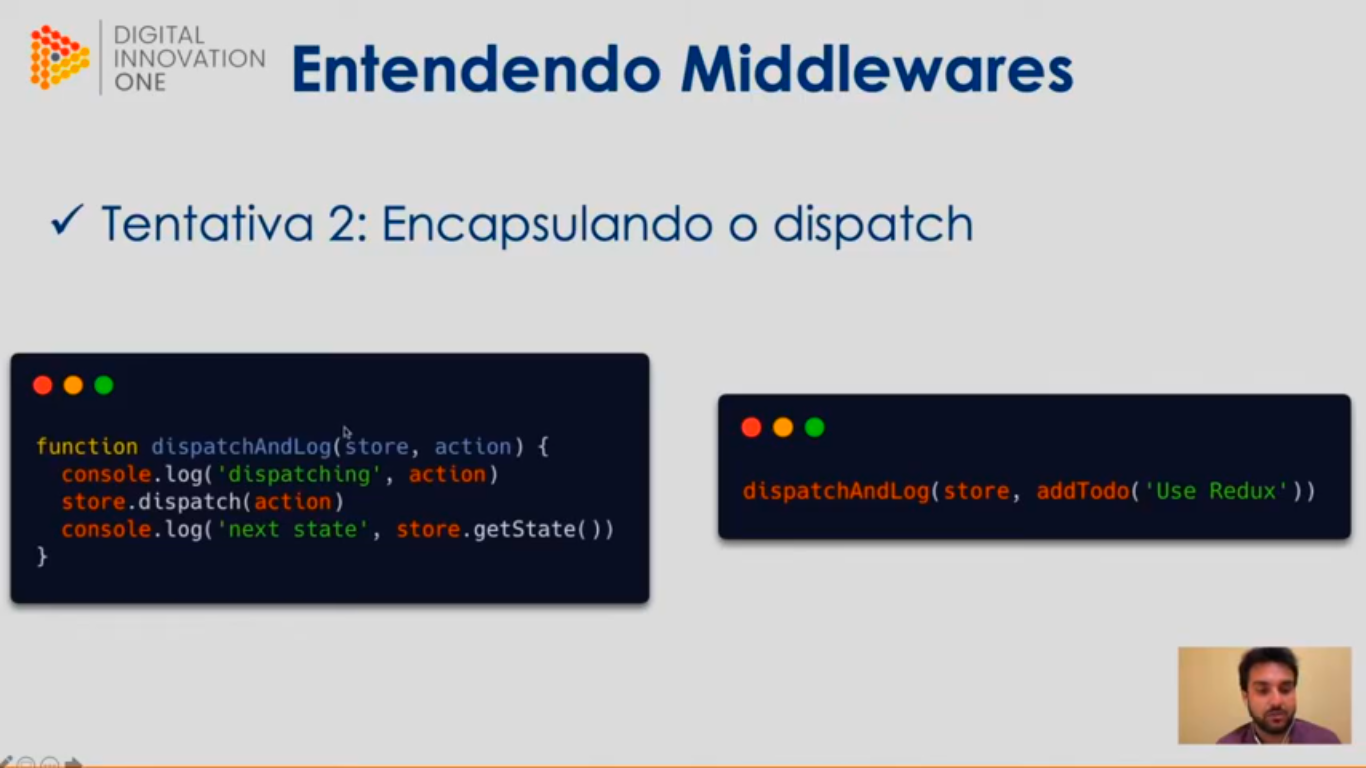 DIGITAL
INNOVATION
ONE
Entendendo Middlewares
✓ Tentativa 2: Encapsulando o dispatch
function dispatchAndLog(store, action) {
  console.log('dispatching', action)
  store.dispatch(action)
  console.log('next state', store.getState())
}
dispatchAndLog(store, addTodo('Use Redux'))